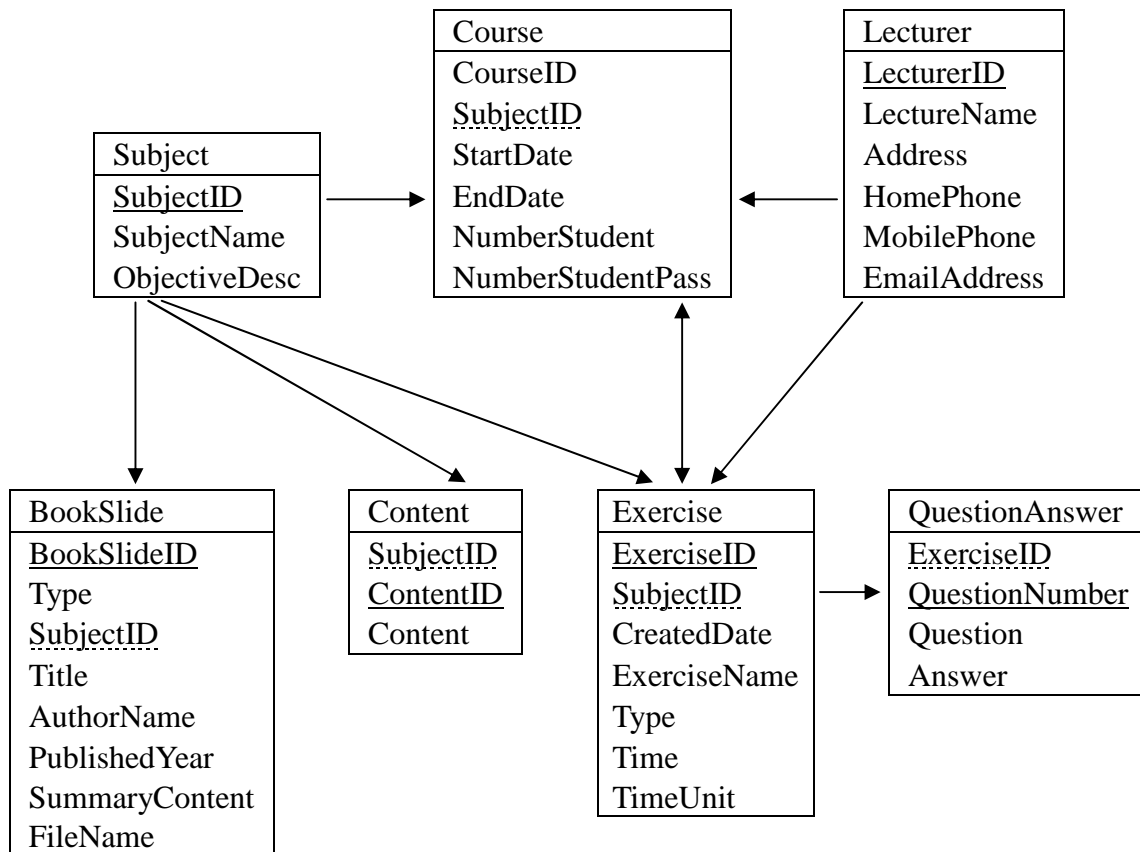 Course
CourseID
SubjectID
StartDate
EndDate
NumberStudent
NumberStudentPass
Lecturer
LecturerID
LectureName
Address
HomePhone
MobilePhone
EmailAddress
Subject
SubjectID
SubjectName
ObjectiveDesc
BookSlide
BookSlideID
Type
SubjectID
Title
AuthorName
PublishedYear
SummaryContent
FileName
Content
SubjectID
ContentID
Content
Exercise
ExerciseID
SubjectID
CreatedDate
ExerciseName
Type
Time
TimeUnit
QuestionAnswer
ExerciseID
QuestionNumber
Question
Answer